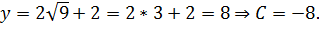 y = 2√9 + 2 = 2 * 3 + 2 = 8 ⇒ C = −8.